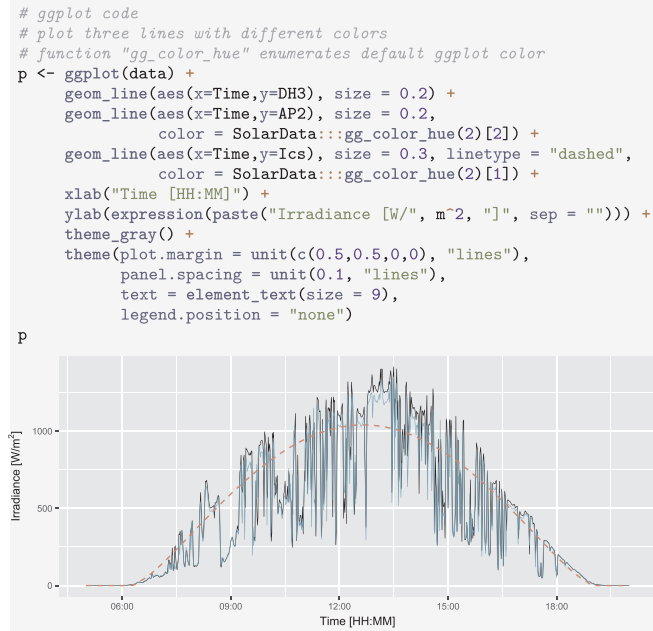 # ggplot code
# plot three lines with different colors
# function "gg_color_hue" enumerates default ggplot color
p <- ggplot(data) +
geom_line(aes(x=Time,y=DH3), size = 0.2) +
geom_line(aes(x=Time,y=AP2), size = 0.2,
color = SolarData:::gg_color_hue(2)[2]) +
geom_line(aes(x=Time,y=Ics), size = 0.3, linetype = "dashed",
color = SolarData:::gg_color_hue(2)[1]) +
xlab("Time [HH:MM]") +
ylab(expression(paste("Irradiance [W/", m^2, "]", sep = ""))) +
theme_gray() +
theme(plot.margin = unit(c(0.5,0.5,0,0), "lines"),
panel.spacing = unit(0.1, "lines"),
text = element_text(size = 9),
legend.position = "none")
p
Irradiance [W/m²]
1000
500
0
06:00 09:00 12:00 15:00 18:00
Time [HH:MM]